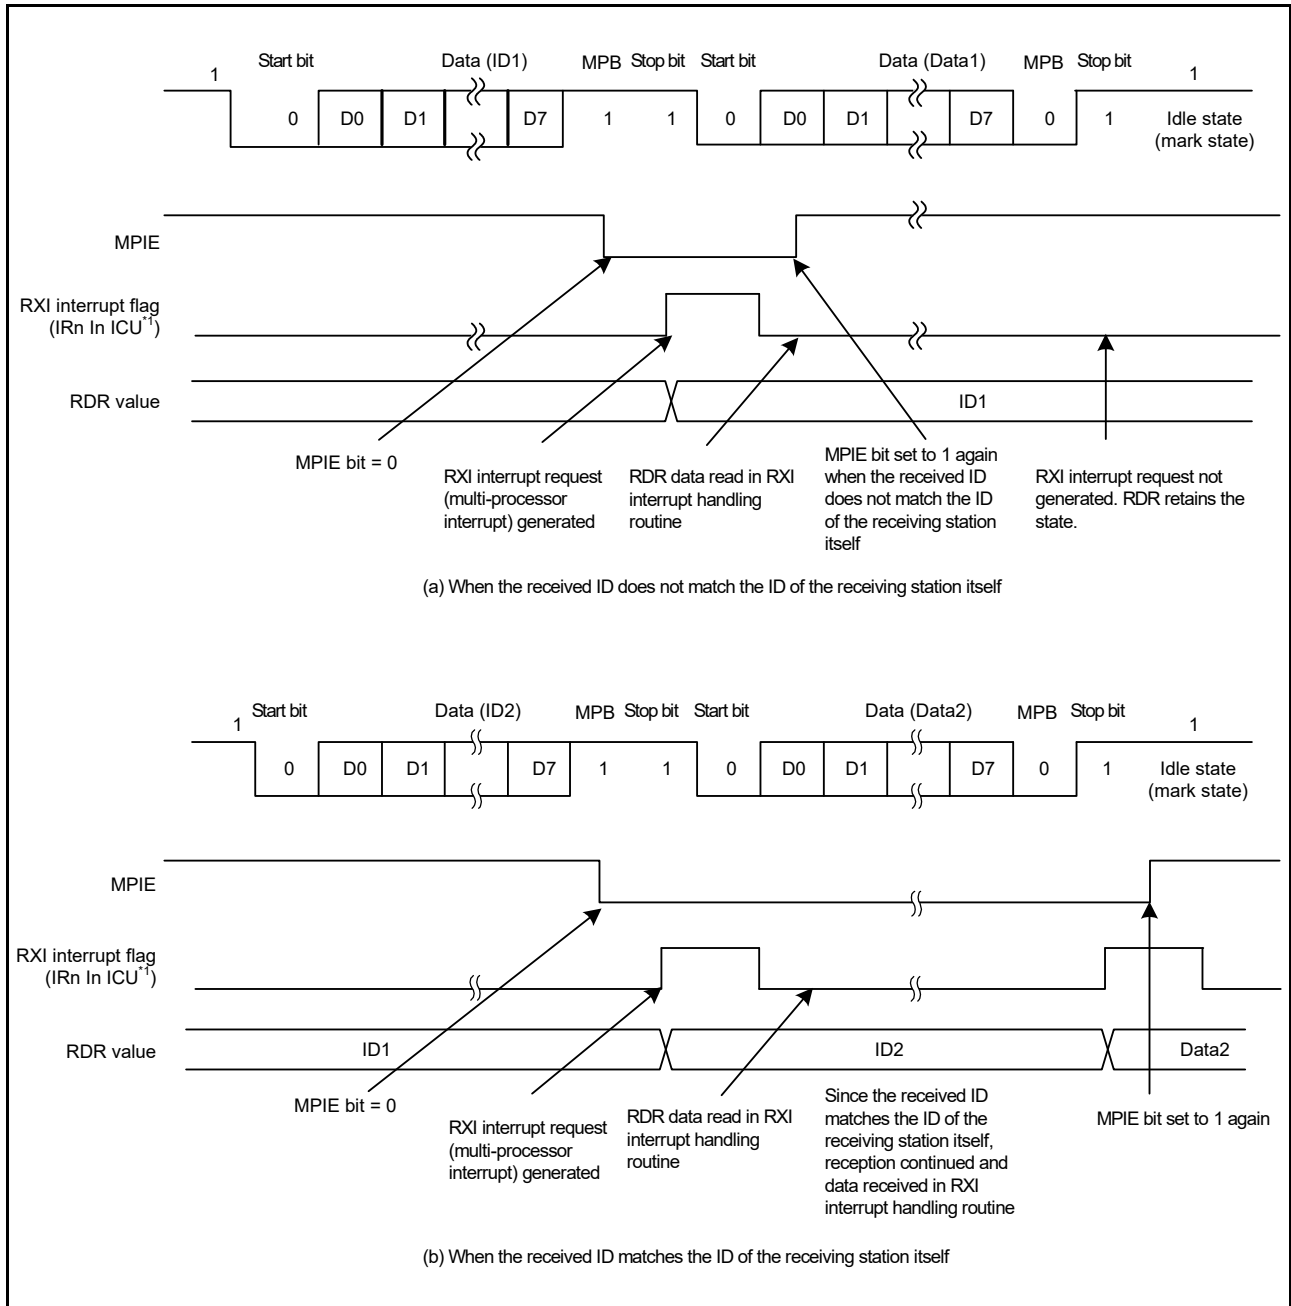 Start bit Data (ID1) MPB Stop bit Start bit Data (Data1) MPB Stop bit
1 1
0 D0 D1 D7 1 1 0 D0 D1 D7 0 1 Idle state
(mark state)
MPIE
RXI interrupt flag
(IRn In ICU*1)
RDR value ID1
MPIE bit = 0
RXI interrupt request
(multi-processor
interrupt) generated
RDR data read in RXI
interrupt handling
routine
MPIE bit set to 1 again
when the received ID
does not match the ID
of the receiving station
itself
RXI interrupt request not
generated. RDR retains the
state.
(a) When the received ID does not match the ID of the receiving station itself
Start bit Data (ID2) MPB Stop bit Start bit Data (Data2) MPB Stop bit
1 1
0 D0 D1 D7 1 1 0 D0 D1 D7 0 1 Idle state
(mark state)
MPIE
RXI interrupt flag
(IRn In ICU*1)
RDR value ID1 ID2 Data2
MPIE bit = 0
RXI interrupt request
(multi-processor
interrupt) generated
RDR data read in RXI
interrupt handling
routine
Since the received ID
matches the ID of the
receiving station itself,
reception continued and
data received in RXI
interrupt handling routine
MPIE bit set to 1 again
(b) When the received ID matches the ID of the receiving station itself